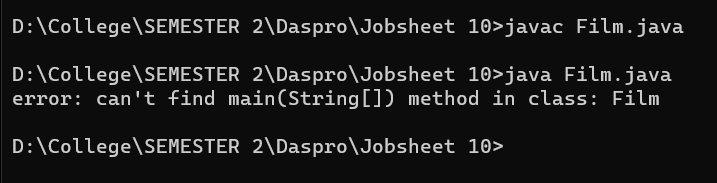 D:\College\SEMESTER 2\Daspro\Jobsheet 10>javac Film.java
D:\College\SEMESTER 2\Daspro\Jobsheet 10>java Film.java
error: can't find main(String[]) method in class: Film
D:\College\SEMESTER 2\Daspro\Jobsheet 10>